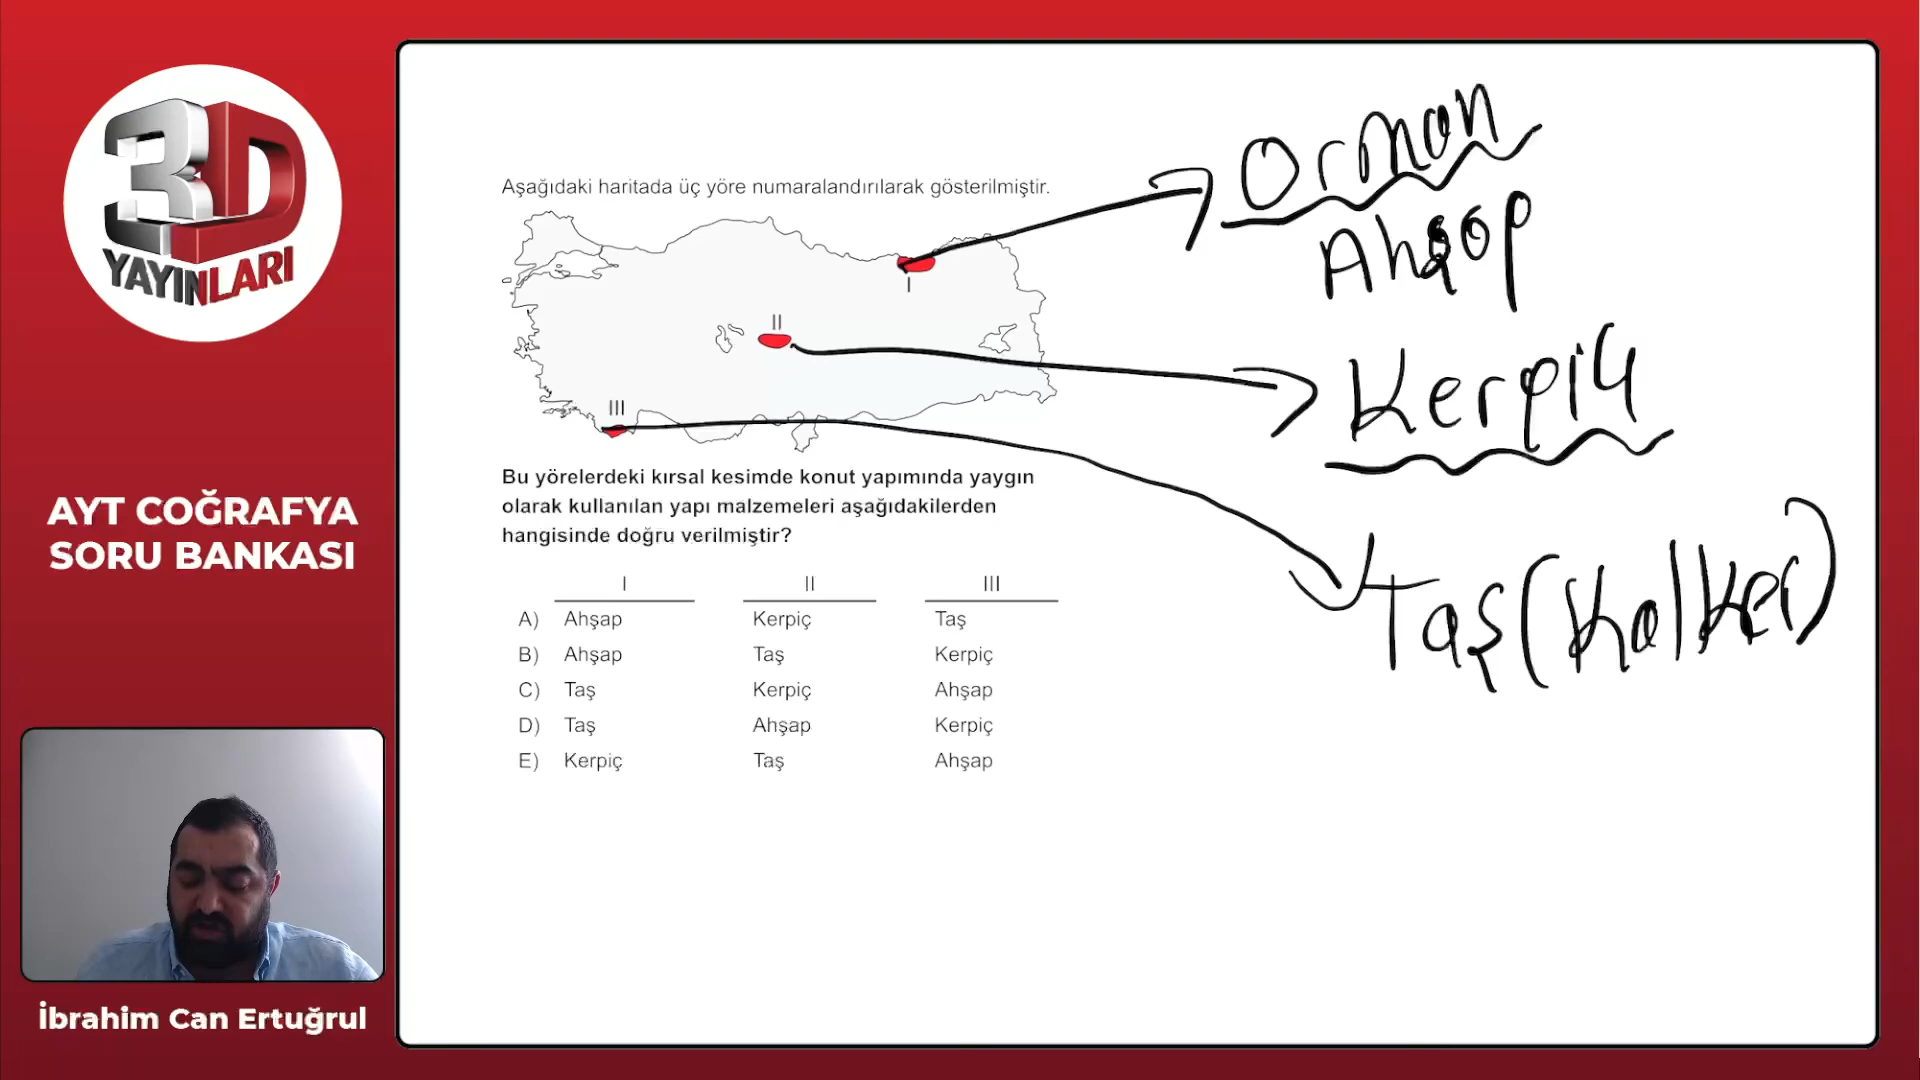 3D
YAYINLARI
AYT COĞRAFYA
SORU BANKASI
İbrahim Can Ertuğrul
Aşağıdaki haritada üç yöre numaralandırılarak gösterilmiştir.
I
II
III
Bu yörelerdeki kırsal kesimde konut yapımında yaygın
olarak kullanılan yapı malzemeleri aşağıdakilerden
hangisinde doğru verilmiştir?
I II III
A) Ahşap Kerpiç Taş
B) Ahşap Taş Kerpiç
C) Taş Kerpiç Ahşap
D) Taş Ahşap Kerpiç
E) Kerpiç Taş Ahşap
Orman
Ahşap
Kerpiç
Taş (Kalker)